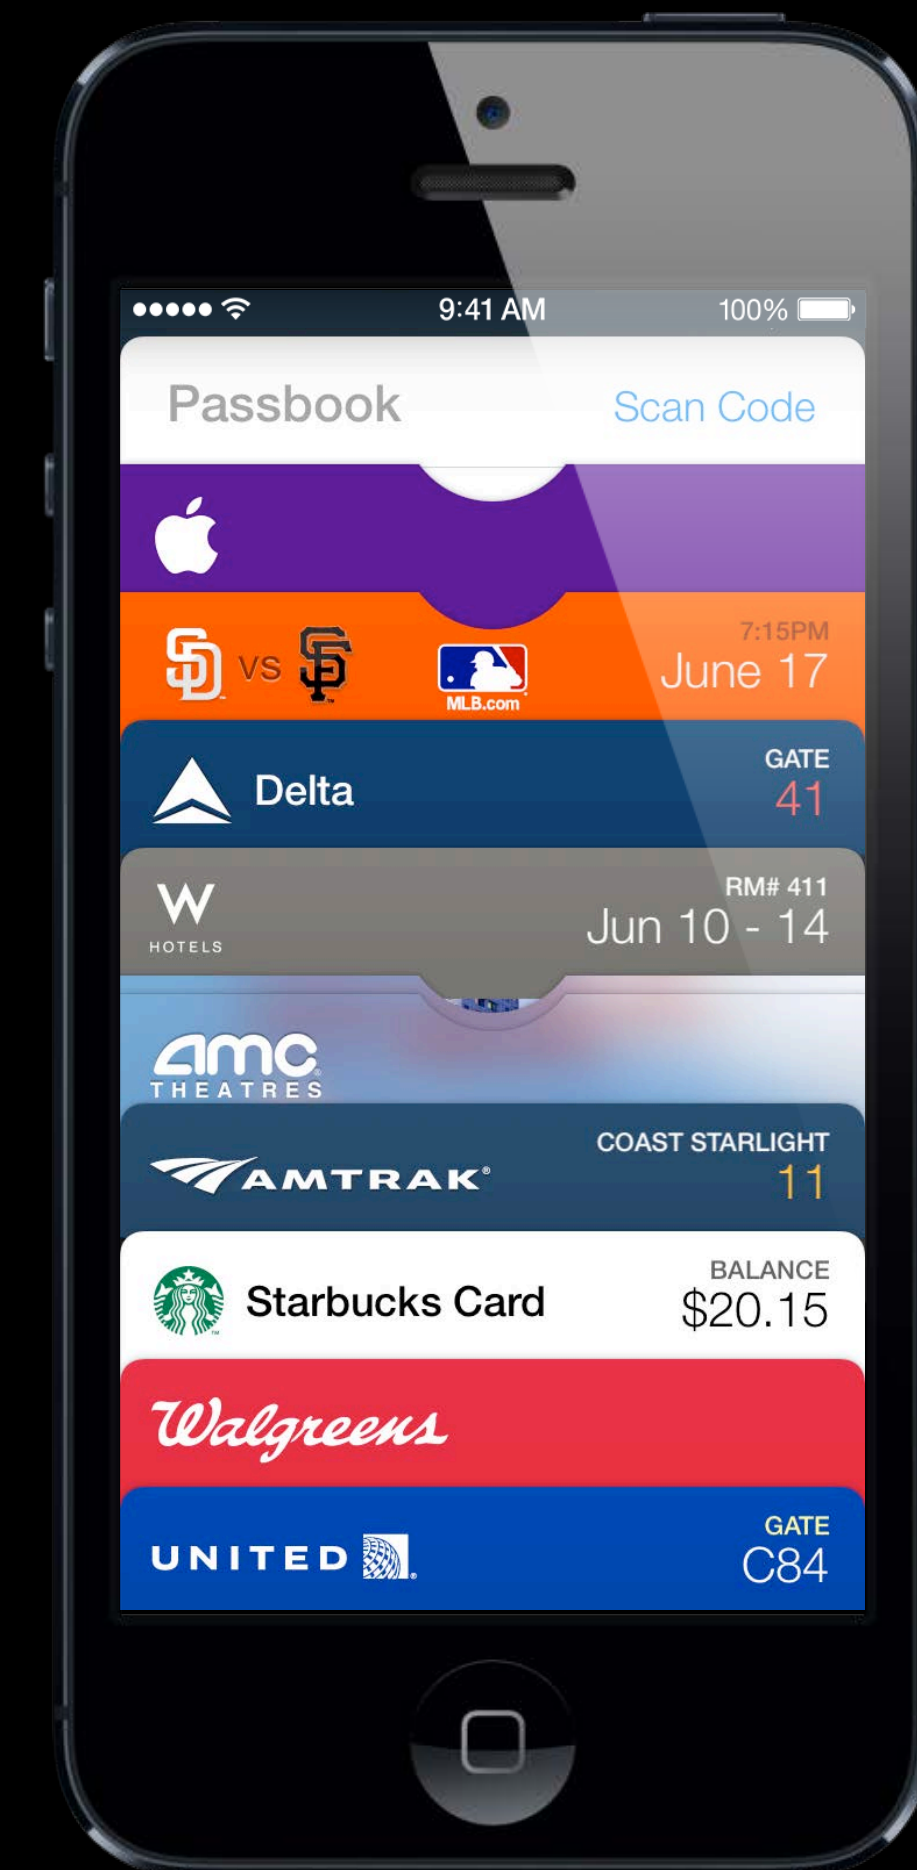 9:41 AM 100%
Passbook Scan Code
SD VS SF MLB.com 7:15PM June 17
Delta GATE 41
W HOTELS RM# 411 Jun 10 - 14
amc THEATRES
AMTRAK® COAST STARLIGHT 11
Starbucks Card BALANCE $20.15
Walgreens
UNITED GATE C84